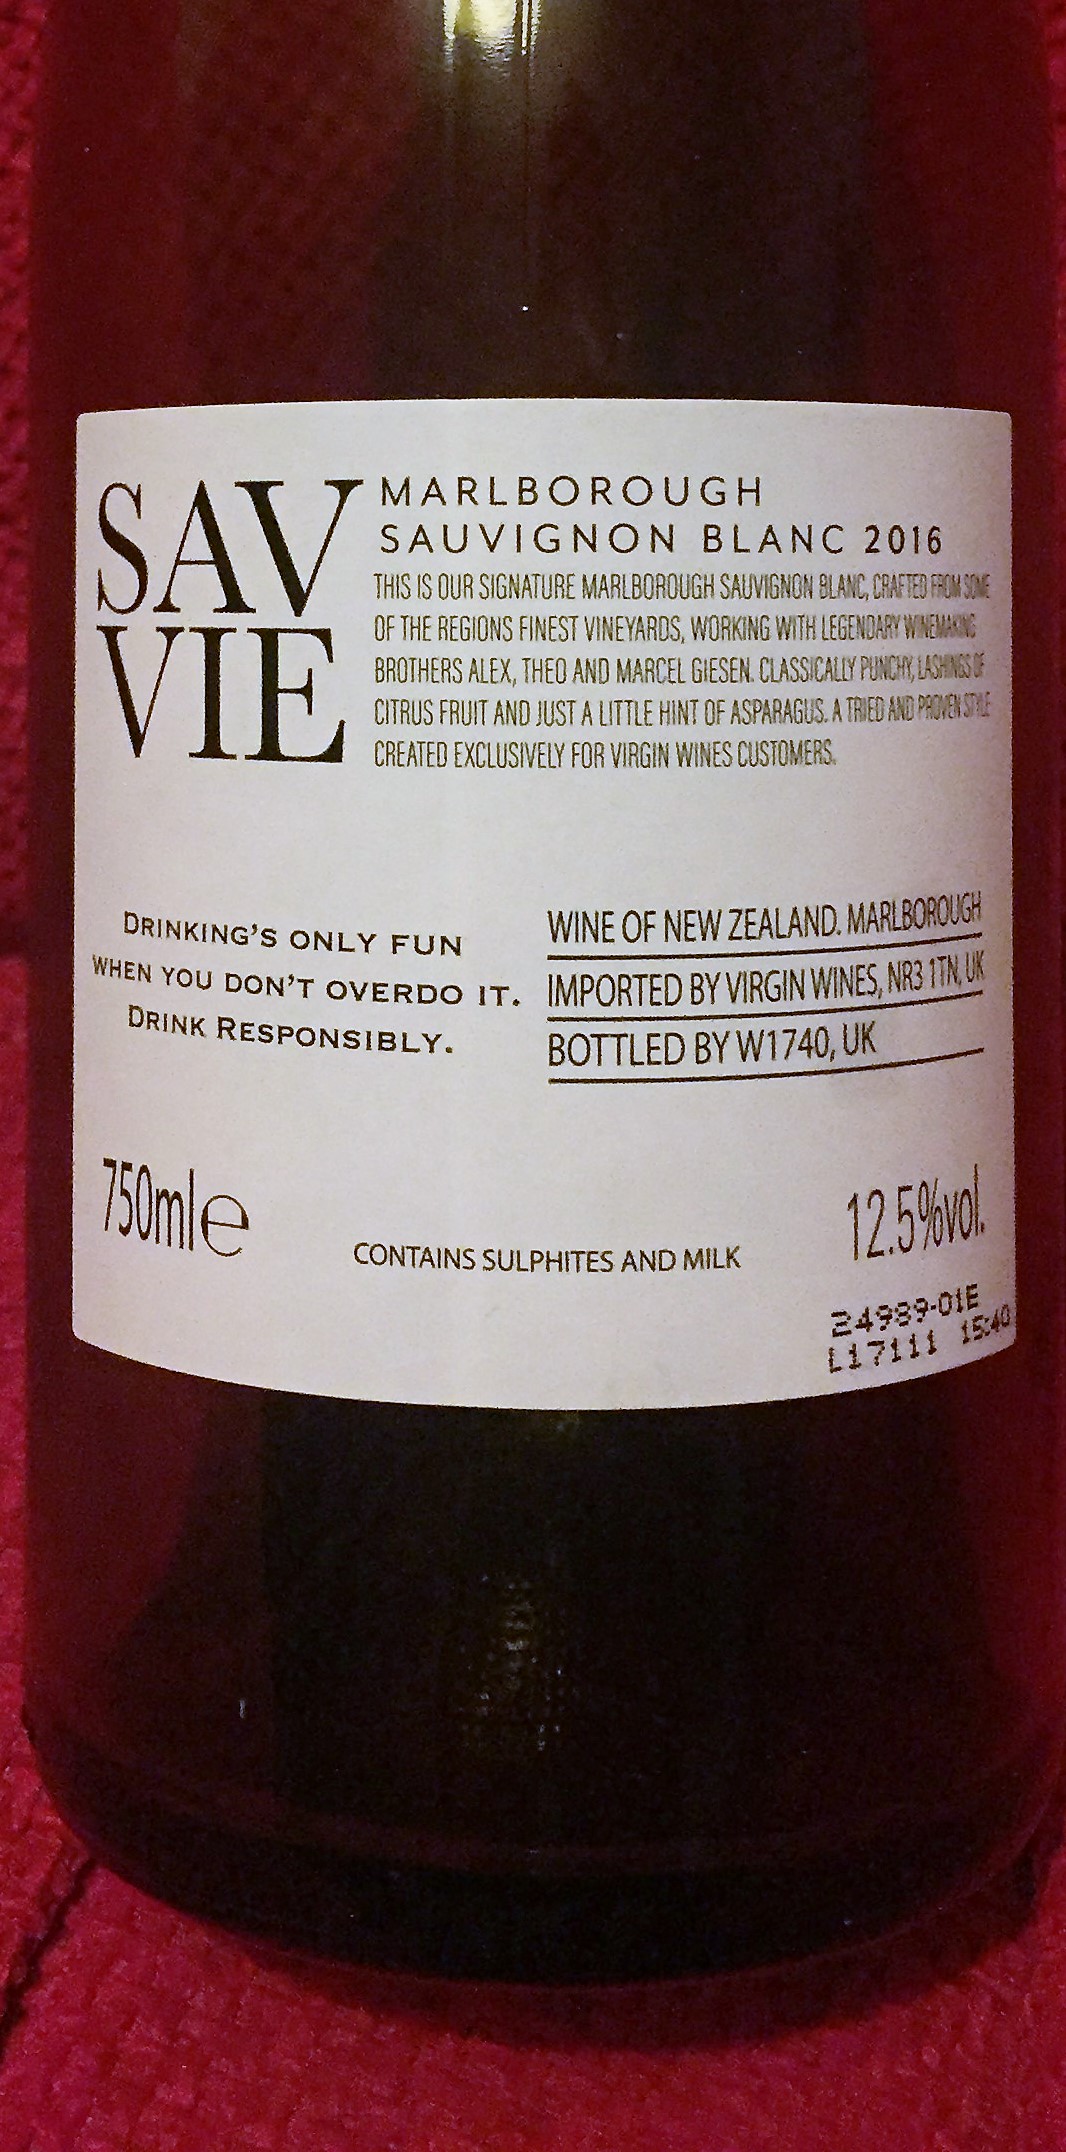 SAV
VIE
MARLBOROUGH
SAUVIGNON BLANC 2016
THIS IS OUR SIGNATURE MARLBOROUGH SAUVIGNON BLANC, CRAFTED FROM SOME
OF THE REGIONS FINEST VINEYARDS, WORKING WITH LEGENDARY WINEMAKING
BROTHERS ALEX, THEO AND MARCEL GIESEN. CLASSICALLY PUNCHY, LASHINGS OF
CITRUS FRUIT AND JUST A LITTLE HINT OF ASPARAGUS. A TRIED AND PROVEN STYLE
CREATED EXCLUSIVELY FOR VIRGIN WINES CUSTOMERS.
DRINKING'S ONLY FUN
WHEN YOU DON'T OVERDO IT.
DRINK RESPONSIBLY.
WINE OF NEW ZEALAND. MARLBOROUGH
IMPORTED BY VIRGIN WINES, NR3 1TN, UK
BOTTLED BY W1740, UK
750ml e
CONTAINS SULPHITES AND MILK
12.5%vol.
24989-01E
L17111 15:40